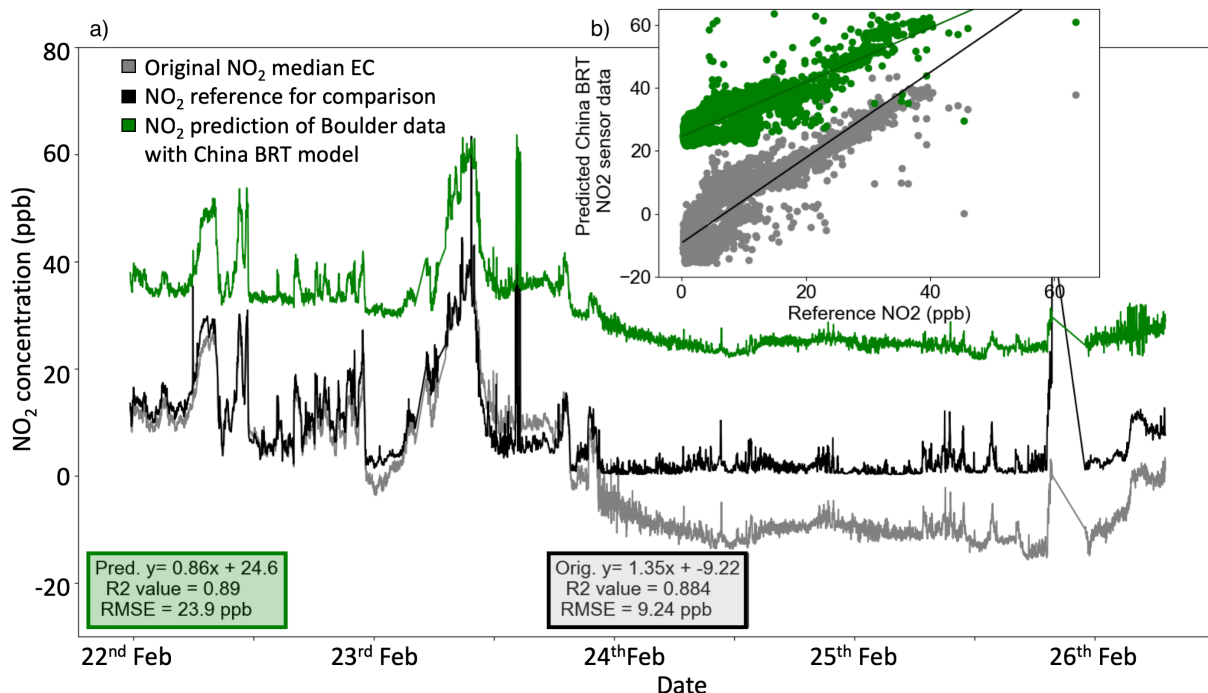 a)
80
60
40
20
0
-20
NO₂ concentration (ppb)
Original NO₂ median EC
NO₂ reference for comparison
NO₂ prediction of Boulder data
with China BRT model
b)
60
40
20
0
−20
Predicted China BRT
NO2 sensor data
0 20 40 60
Reference NO2 (ppb)
Pred. y= 0.86x + 24.6
R2 value = 0.89
RMSE = 23.9 ppb
Orig. y= 1.35x + -9.22
R2 value = 0.884
RMSE = 9.24 ppb
22ⁿᵈ Feb 23ʳᵈ Feb 24ᵗʰ Feb 25ᵗʰ Feb 26ᵗʰ Feb
Date